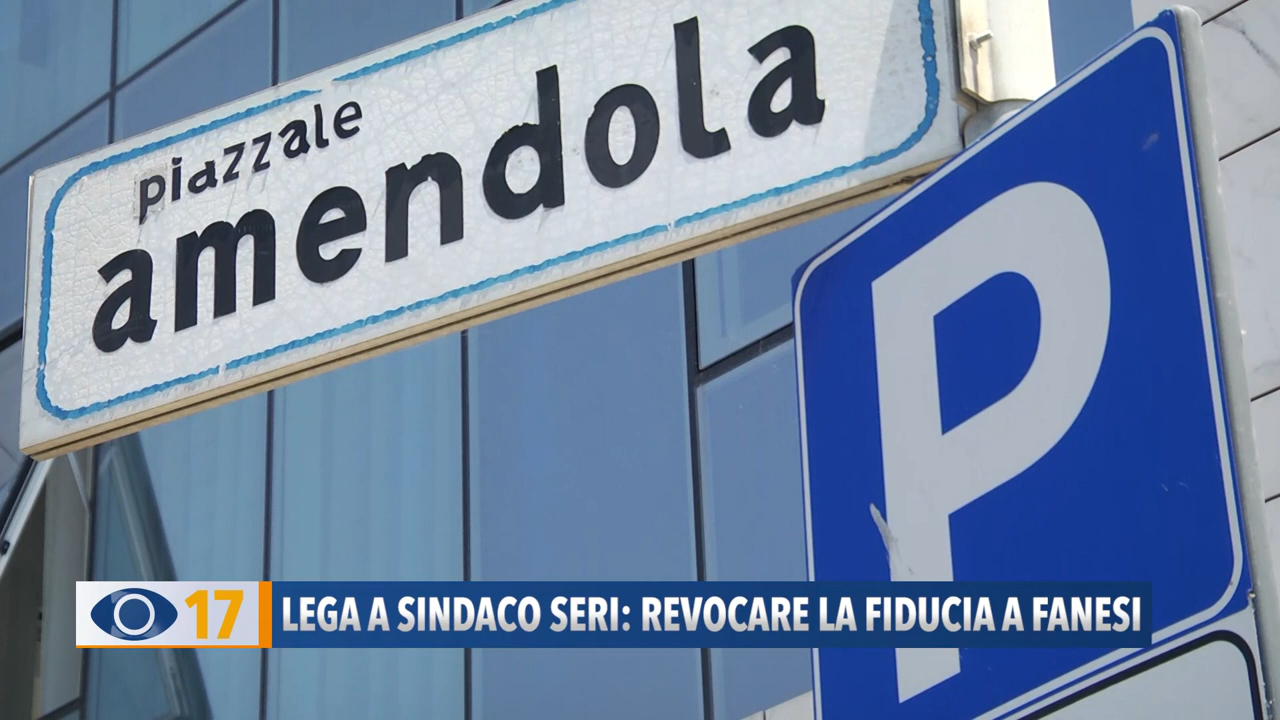 piazzale
amendola
P
17
LEGA A SINDACO SERI: REVOCARE LA FIDUCIA A FANESI